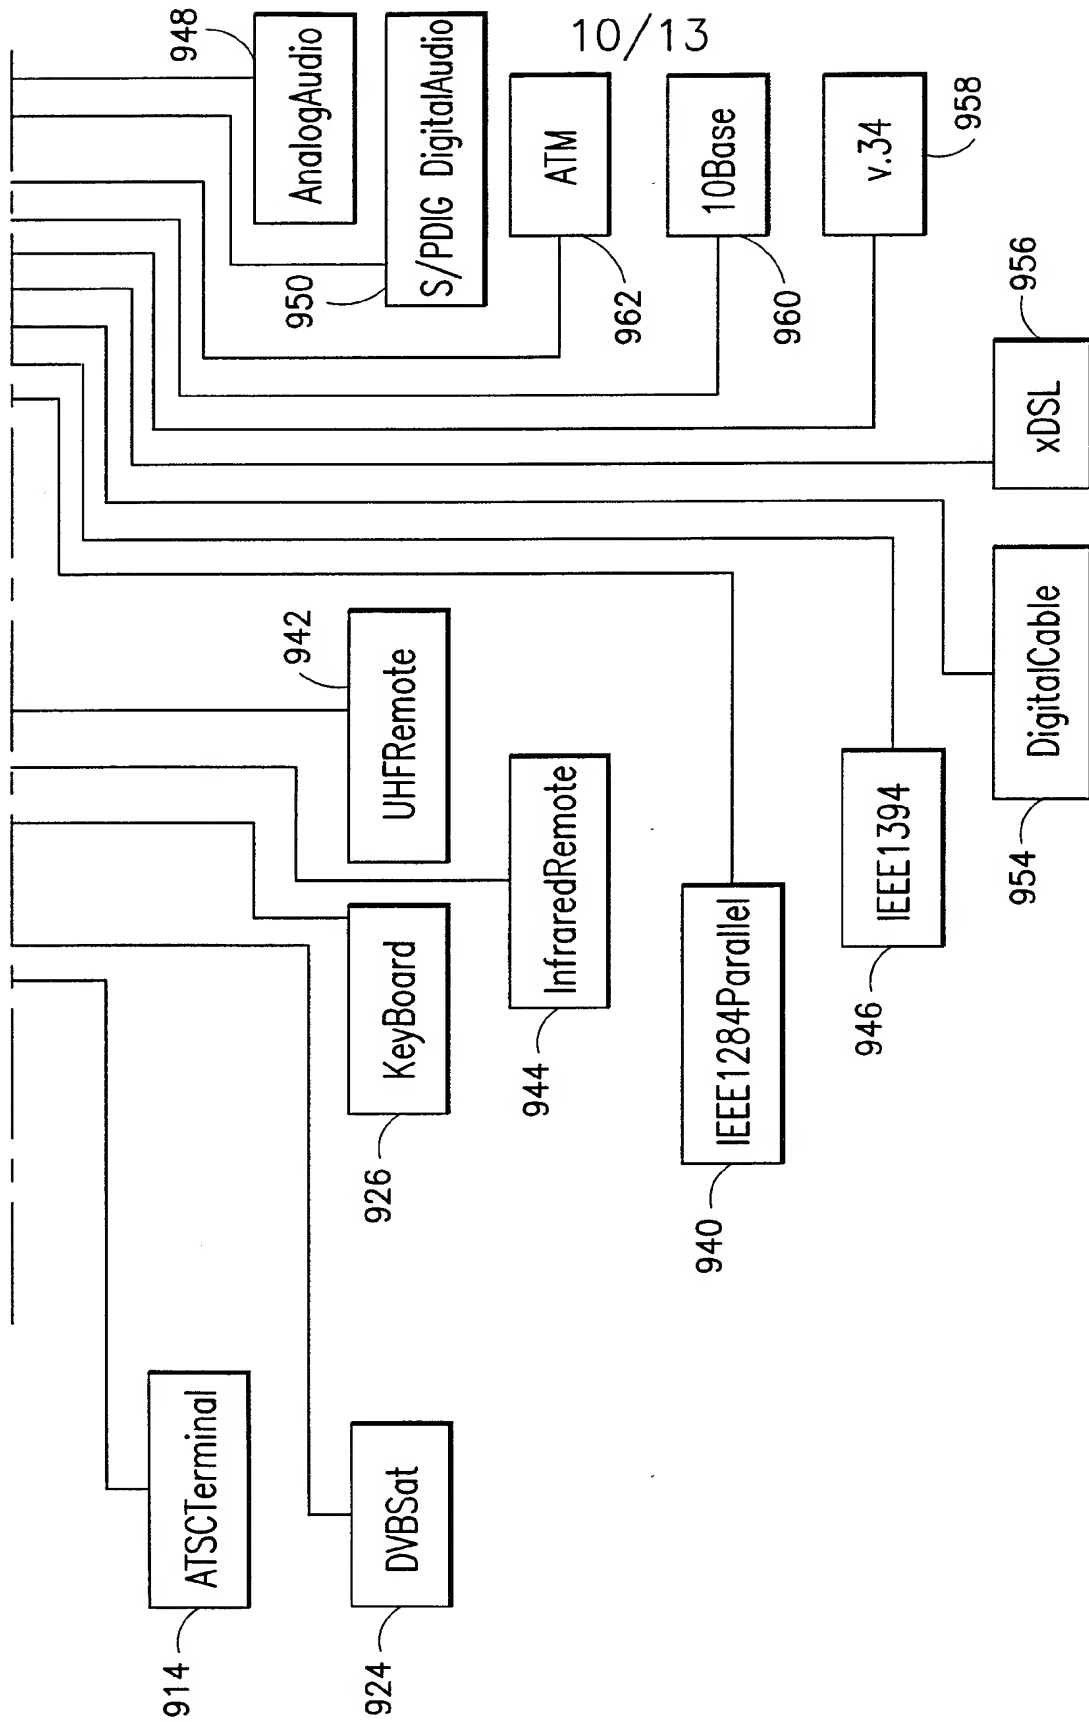 10/13
948
AnalogAudio
950
S/PDIG DigitalAudio
962
ATM
960
10Base
958
v.34
956
xDSL
942
UHFRemote
954
DigitalCable
944
InfraredRemote
946
IEEE1394
926
KeyBoard
940
IEEE1284Parallel
914
ATSCTerminal
924
DVBSat